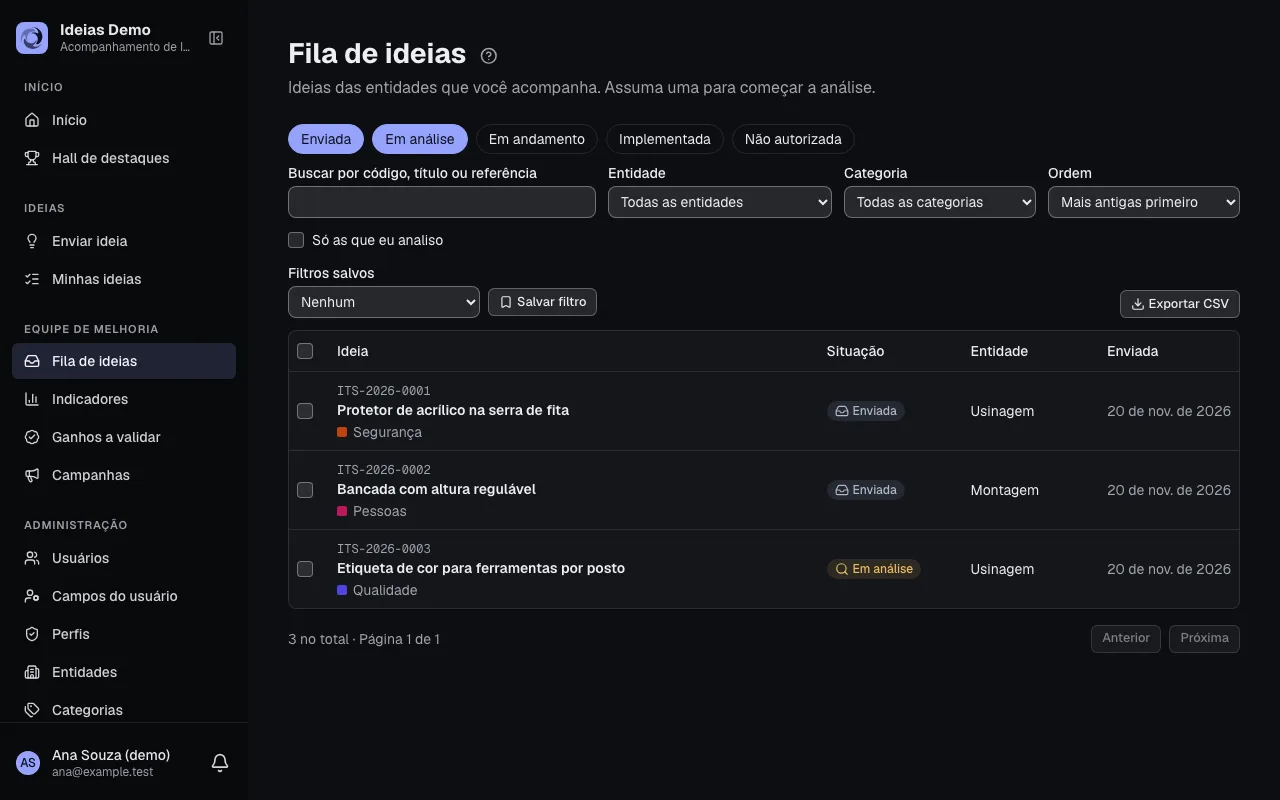 Ideias Demo
Acompanhamento de I…
INÍCIO
Início
Hall de destaques
IDEIAS
Enviar ideia
Minhas ideias
EQUIPE DE MELHORIA
Fila de ideias
Indicadores
Ganhos a validar
Campanhas
ADMINISTRAÇÃO
Usuários
Campos do usuário
Perfis
Entidades
Categorias
AS
Ana Souza (demo)
ana@example.test
Fila de ideias
Ideias das entidades que você acompanha. Assuma uma para começar a análise.
Enviada Em análise Em andamento Implementada Não autorizada
Buscar por código, título ou referência Entidade Categoria Ordem
Todas as entidades Todas as categorias Mais antigas primeiro
Só as que eu analiso
Filtros salvos
Nenhum Salvar filtro Exportar CSV
Ideia Situação Entidade Enviada
ITS-2026-0001
Protetor de acrílico na serra de fita Enviada Usinagem 20 de nov. de 2026
Segurança
ITS-2026-0002
Bancada com altura regulável Enviada Montagem 20 de nov. de 2026
Pessoas
ITS-2026-0003
Etiqueta de cor para ferramentas por posto Em análise Usinagem 20 de nov. de 2026
Qualidade
3 no total · Página 1 de 1 Anterior Próxima